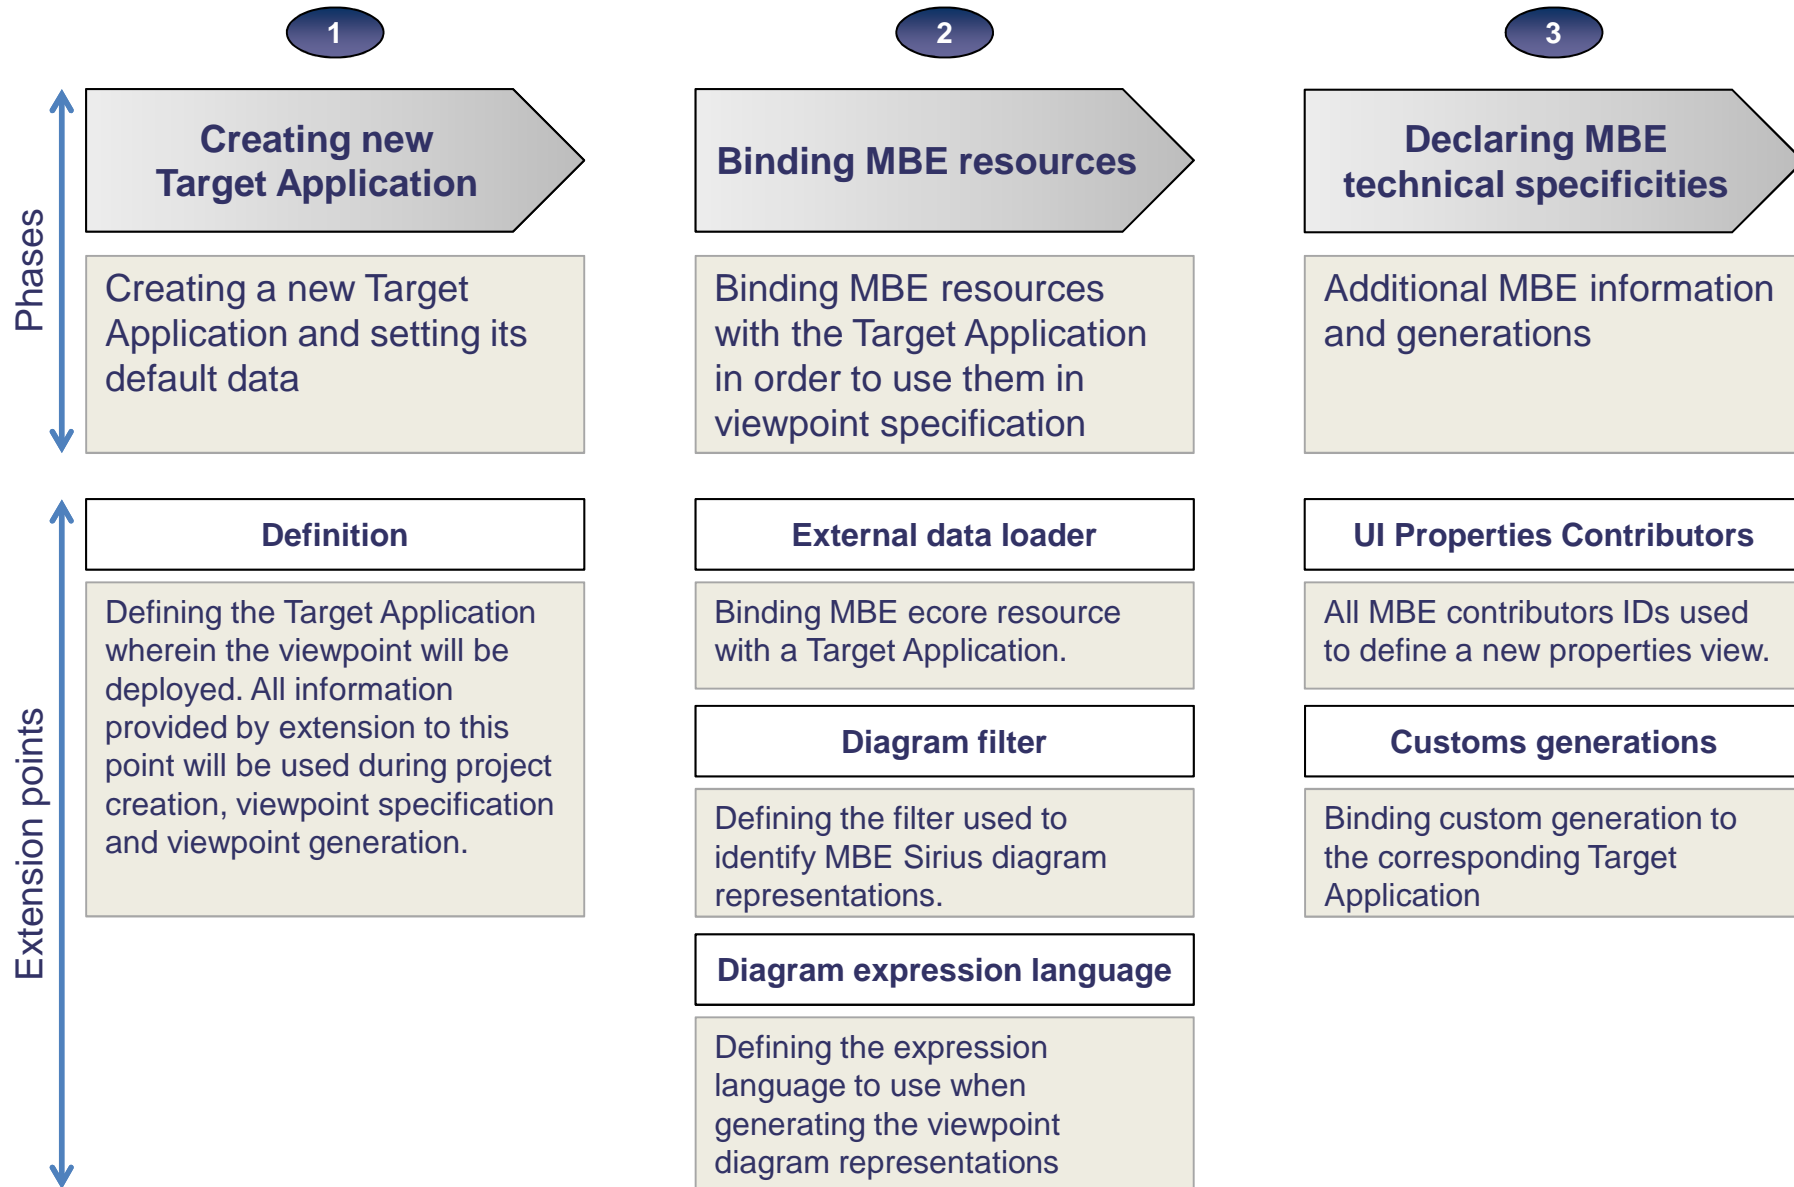 1
2
3
Phases
Creating new
Target Application
Binding MBE resources
Declaring MBE
technical specificities
Creating a new Target
Application and setting its
default data
Binding MBE resources
with the Target Application
in order to use them in
viewpoint specification
Additional MBE information
and generations
Extension points
Definition
Defining the Target Application
wherein the viewpoint will be
deployed. All information
provided by extension to this
point will be used during project
creation, viewpoint specification
and viewpoint generation.
External data loader
Binding MBE ecore resource
with a Target Application.
Diagram filter
Defining the filter used to
identify MBE Sirius diagram
representations.
Diagram expression language
Defining the expression
language to use when
generating the viewpoint
diagram representations
UI Properties Contributors
All MBE contributors IDs used
to define a new properties view.
Customs generations
Binding custom generation to
the corresponding Target
Application